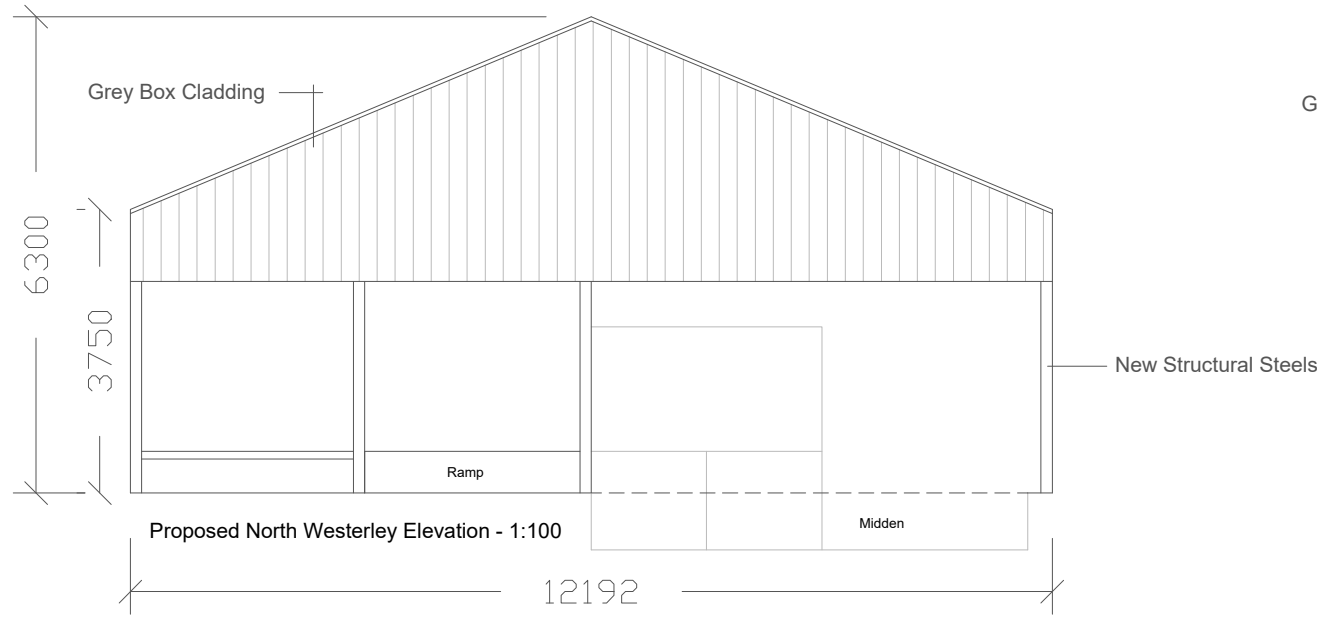 Grey Box Cladding
G
6300
3750
New Structural Steels
Ramp
Midden
Proposed North Westerley Elevation - 1:100
12192